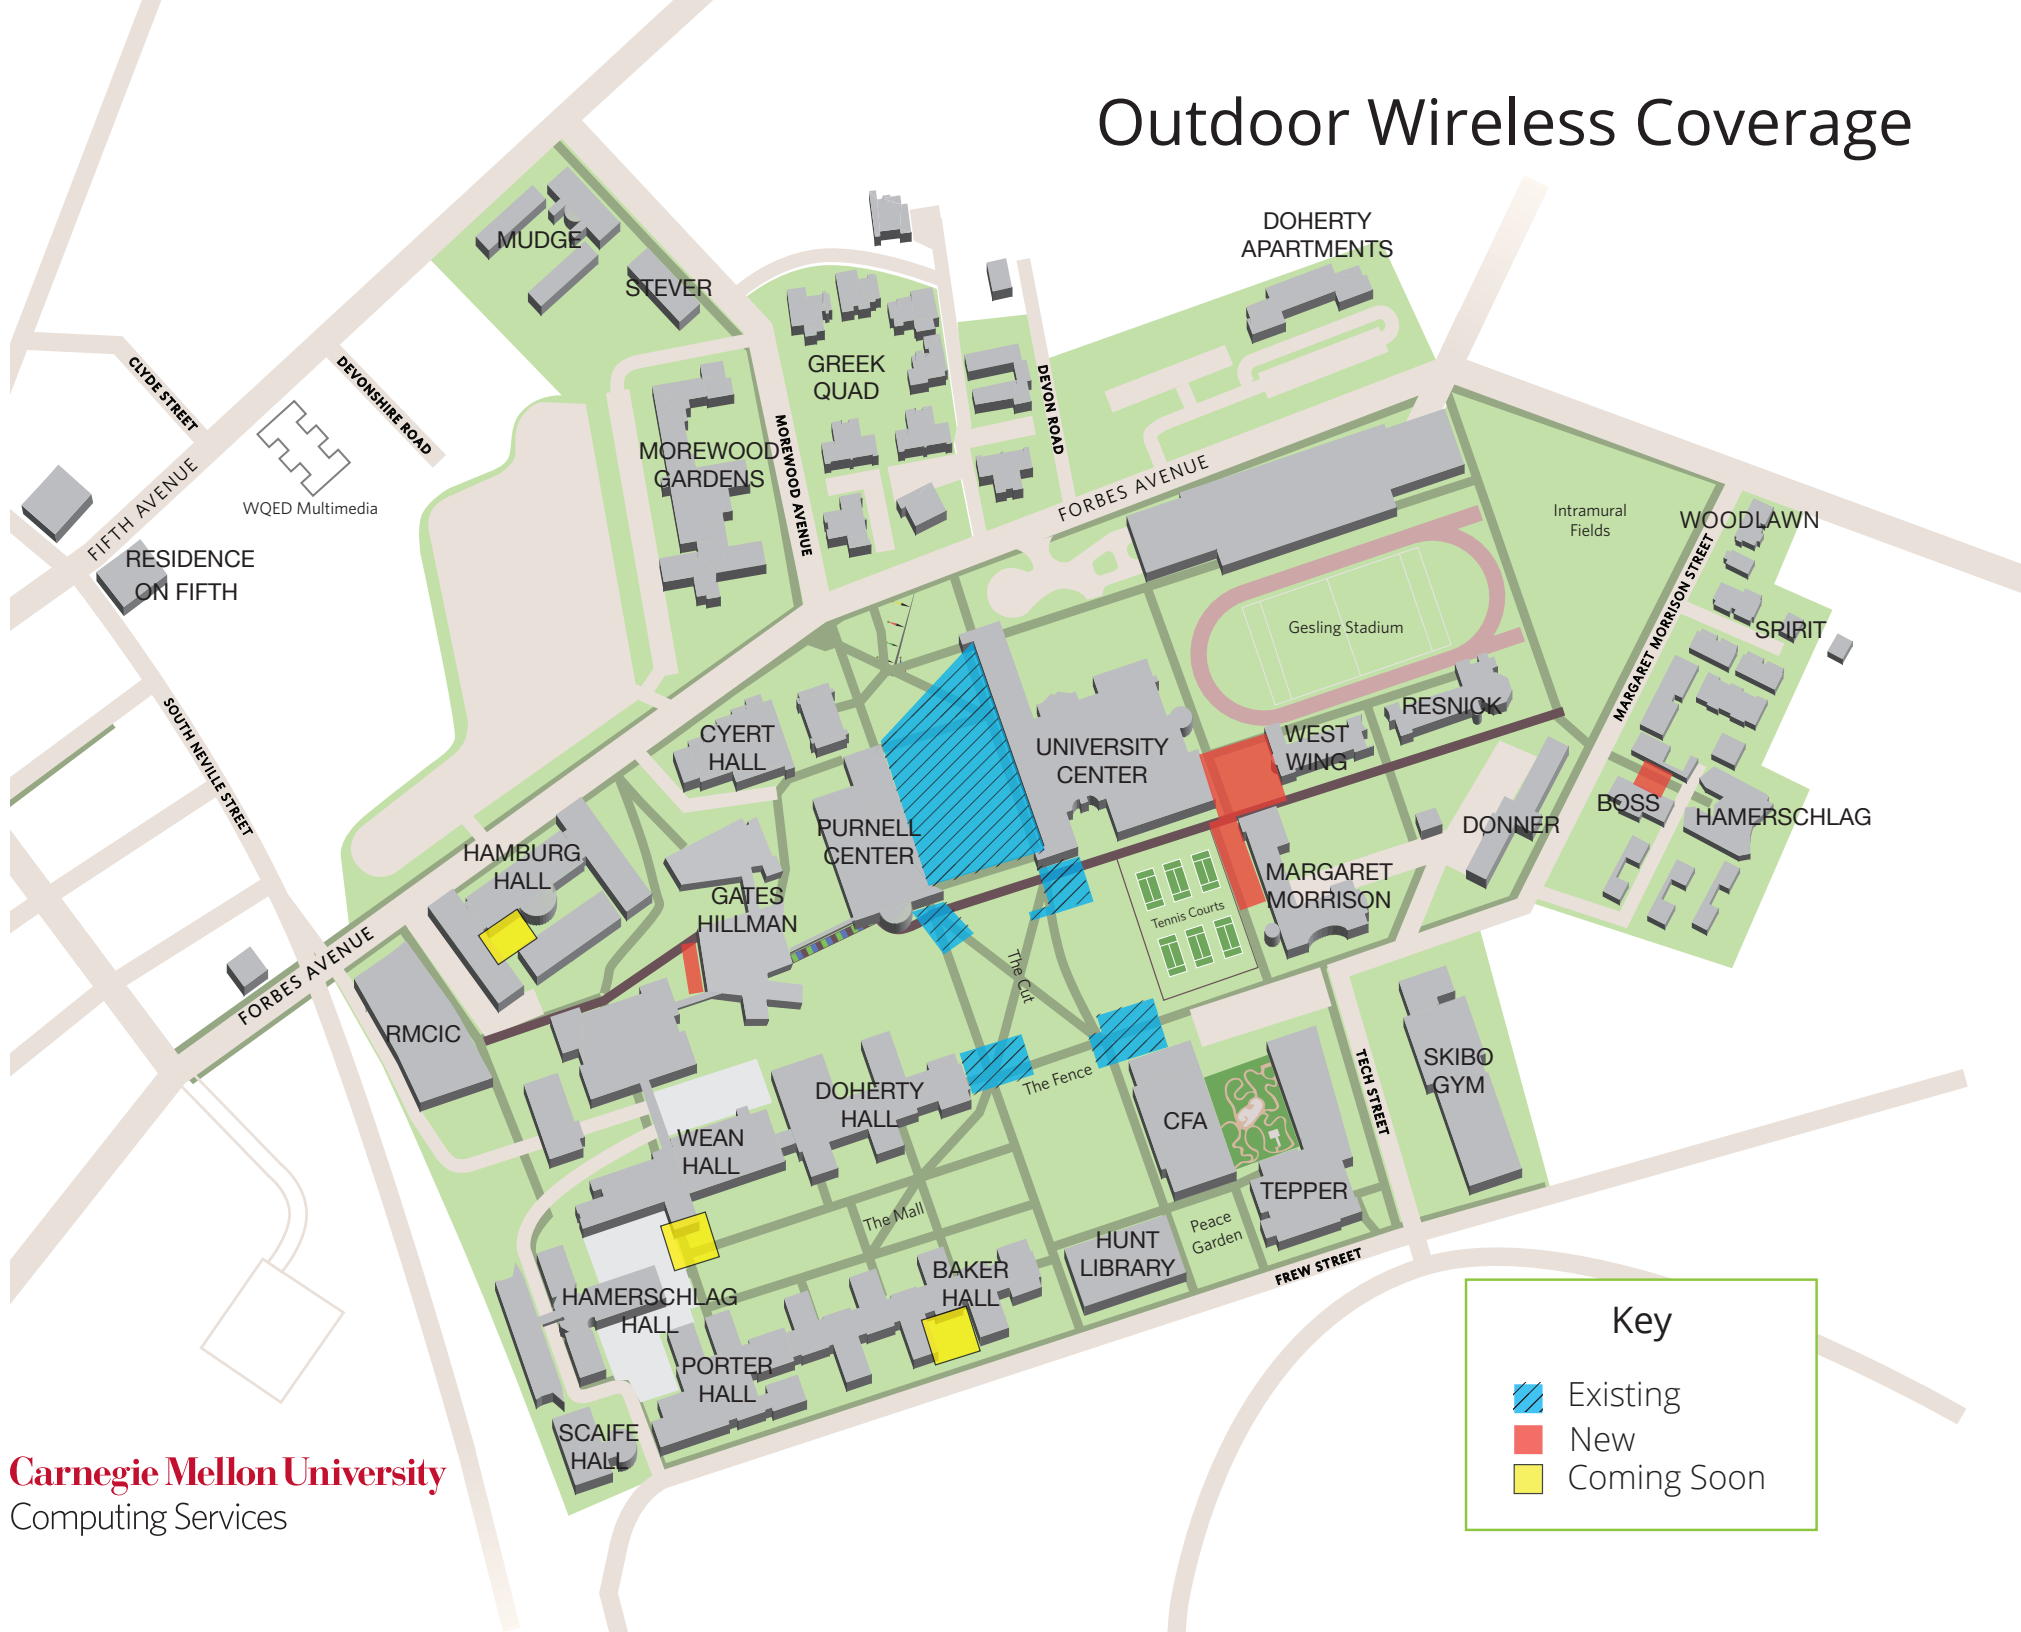 Outdoor Wireless Coverage
DOHERTY
APARTMENTS
MUDGE
STEVER
GREEK
QUAD
CLYDE STREET
DEVONSHIRE ROAD
MOREWOOD
GARDENS
MOREWOOD AVENUE
DEVON ROAD
FORBES AVENUE
FIFTH AVENUE
WQED Multimedia
Intramural
Fields
WOODLAWN
RESIDENCE
ON FIFTH
MARGARET MORRISON STREET
SPIRIT
Gesling Stadium
SOUTH NEVILLE STREET
RESNICK
CYERT
HALL
UNIVERSITY
CENTER
WEST
WING
BOSS
HAMERSCHLAG
DONNER
PURNELL
CENTER
HAMBURG
HALL
GATES
HILLMAN
MARGARET
MORRISON
Tennis Courts
FORBES AVENUE
The Cut
RMCIC
DOHERTY
HALL
The Fence
SKIBO
GYM
TECH STREET
CFA
WEAN
HALL
TEPPER
The Mall
Peace
Garden
HUNT
LIBRARY
FREW STREET
BAKER
HALL
HAMERSCHLAG
HALL
PORTER
HALL
SCAIFE
HALL
Key
Existing
New
Coming Soon
Carnegie Mellon University
Computing Services